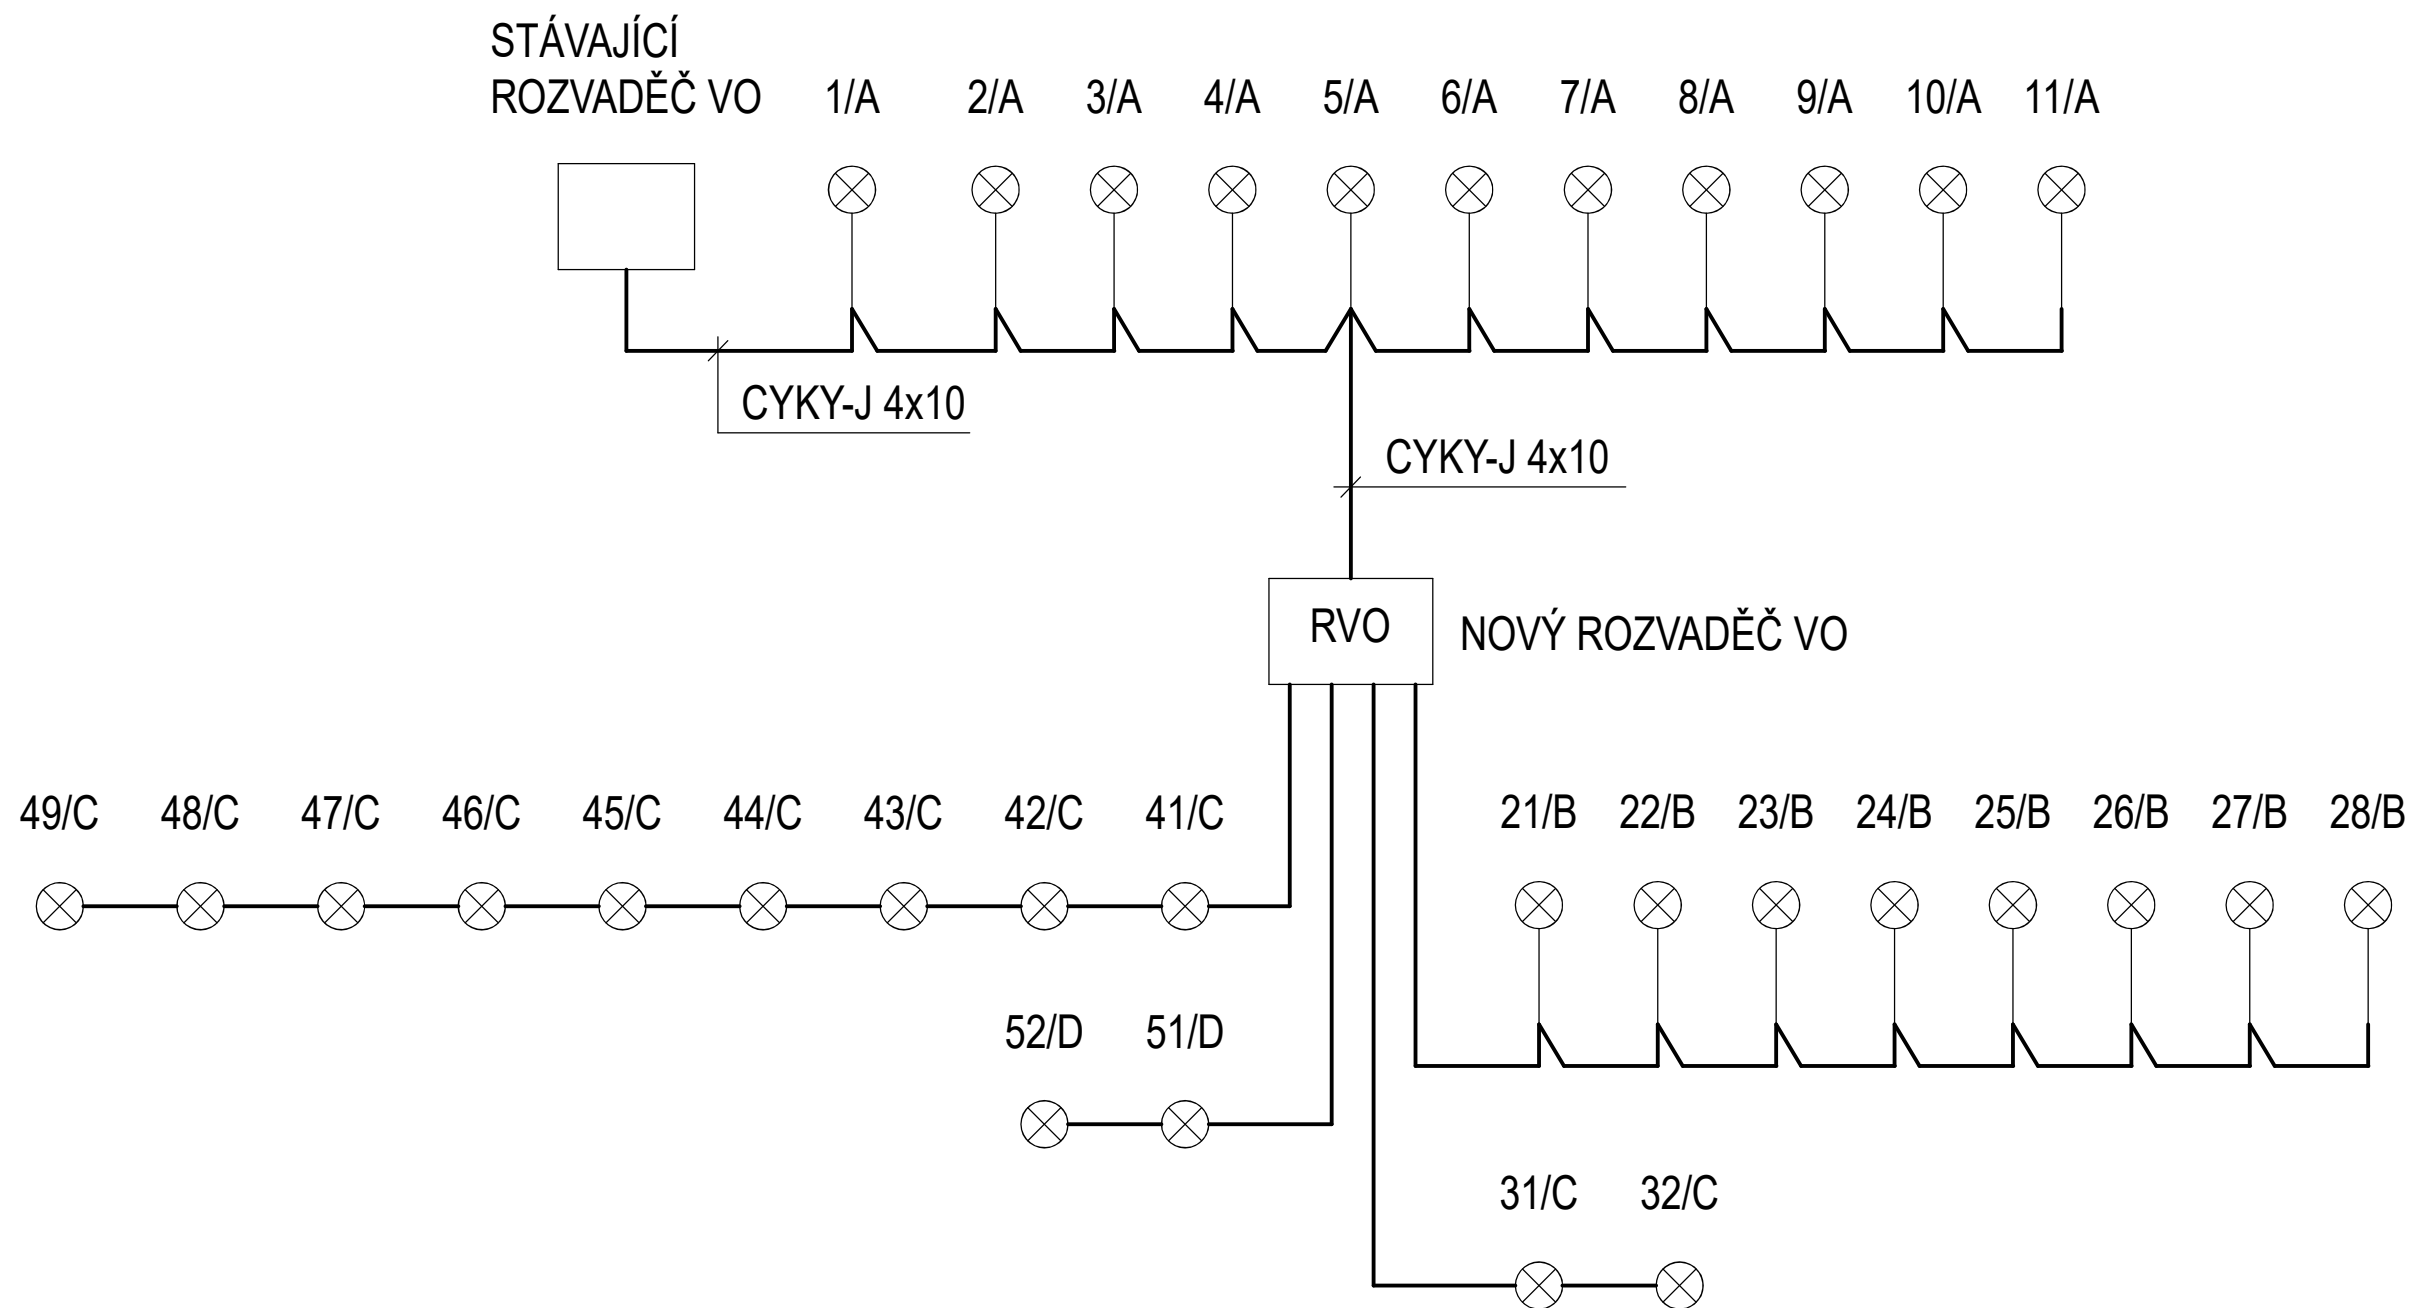 STÁVAJÍCÍ
ROZVADĚČ VO 1/A 2/A 3/A 4/A 5/A 6/A 7/A 8/A 9/A 10/A 11/A
CYKY-J 4x10
CYKY-J 4x10
RVO
NOVÝ ROZVADĚČ VO
49/C 48/C 47/C 46/C 45/C 44/C 43/C 42/C 41/C 21/B 22/B 23/B 24/B 25/B 26/B 27/B 28/B
52/D 51/D
31/C 32/C